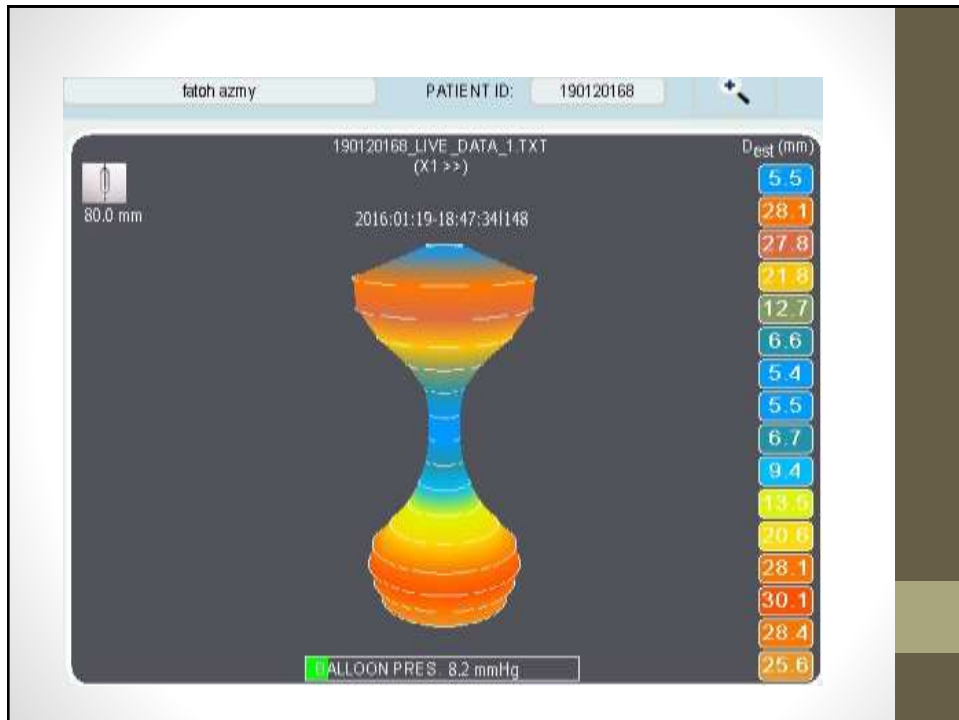 fatoh azmy PATIENT ID: 190120168
190120168_LIVE_DATA_1.TXT
(X1 >>)
Dest (mm)
80.0 mm
2016:01:19-18:47:34|148
5.5
28.1
27.8
21.8
12.7
6.6
5.4
5.5
6.7
9.4
13.5
20.6
28.1
30.1
28.4
25.6
BALLOON PRES. 8.2 mmHg